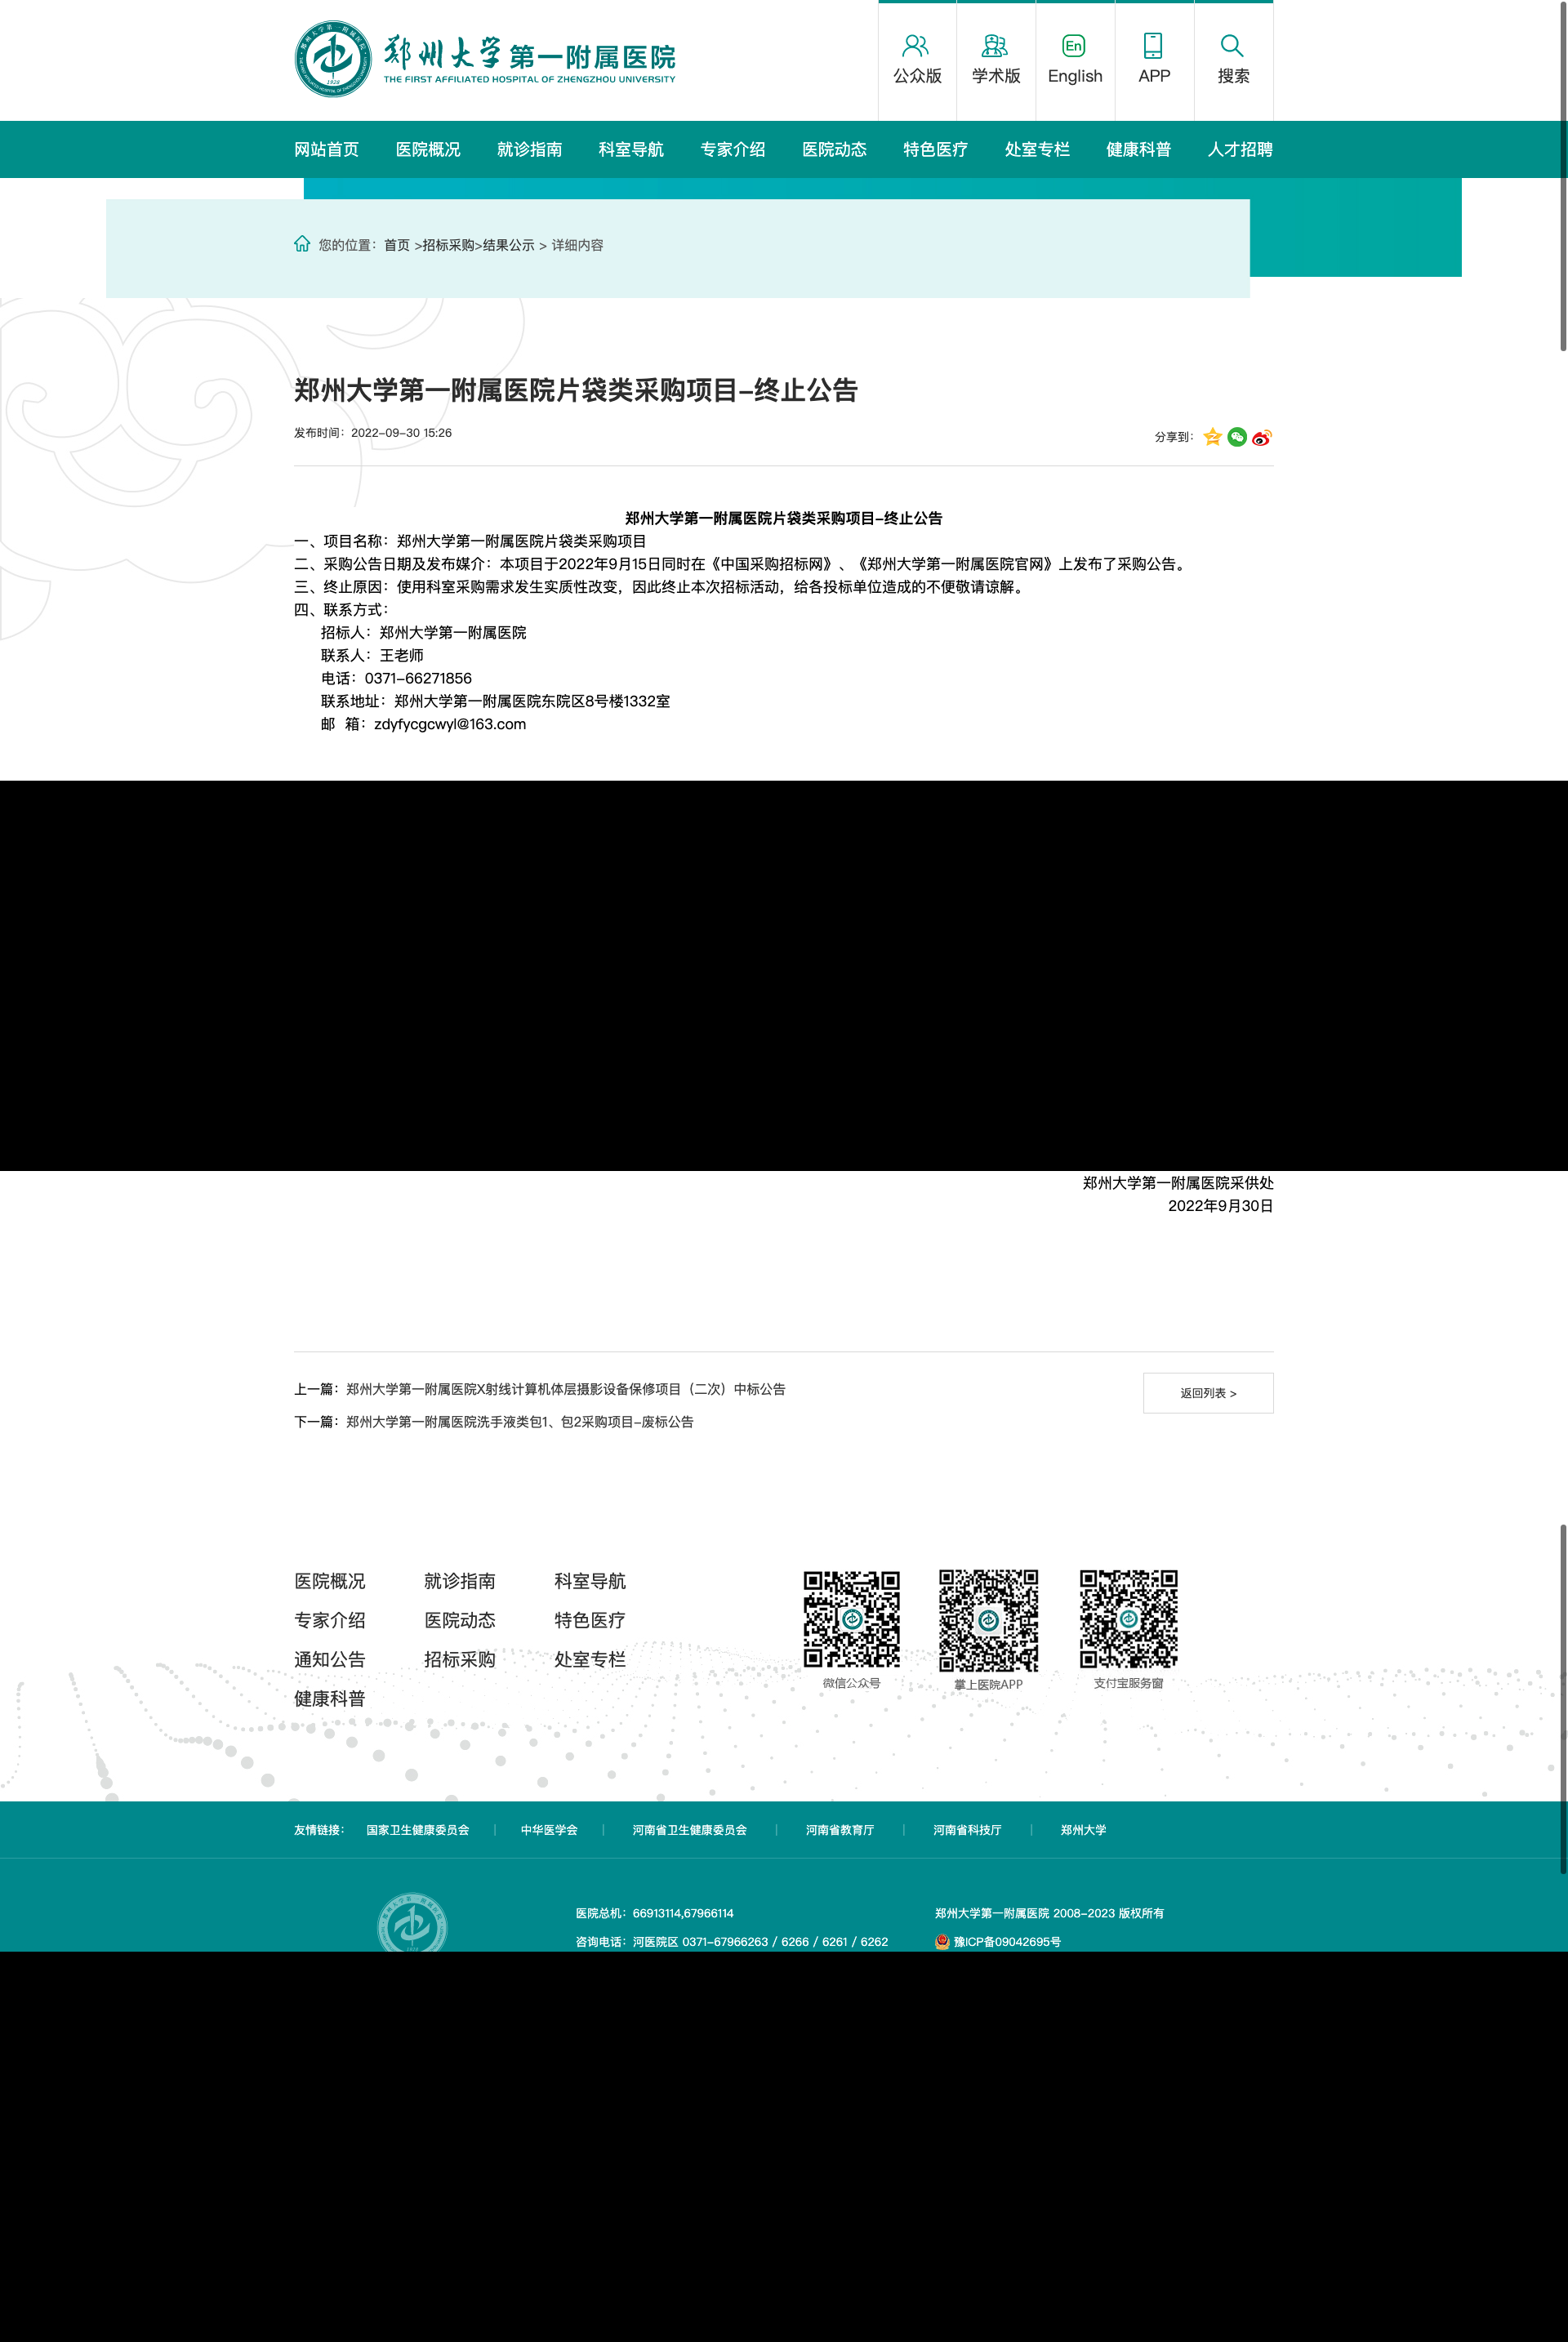 郑州大学第一附属医院
THE FIRST AFFILIATED HOSPITAL OF ZHENGZHOU UNIVERSITY
公众版
学术版
En
English
APP
搜索
网站首页 医院概况 就诊指南 科室导航 专家介绍 医院动态 特色医疗 处室专栏 健康科普 人才招聘
您的位置：首页 >招标采购>结果公示 > 详细内容
郑州大学第一附属医院片袋类采购项目-终止公告
发布时间：2022-09-30 15:26
分享到：
郑州大学第一附属医院片袋类采购项目-终止公告
一、项目名称：郑州大学第一附属医院片袋类采购项目
二、采购公告日期及发布媒介：本项目于2022年9月15日同时在《中国采购招标网》、《郑州大学第一附属医院官网》上发布了采购公告。
三、终止原因：使用科室采购需求发生实质性改变，因此终止本次招标活动，给各投标单位造成的不便敬请谅解。
四、联系方式：
招标人：郑州大学第一附属医院
联系人：王老师
电话：0371-66271856
联系地址：郑州大学第一附属医院东院区8号楼1332室
邮 箱：zdyfycgcwyl@163.com
郑州大学第一附属医院采供处
2022年9月30日
上一篇：郑州大学第一附属医院X射线计算机体层摄影设备保修项目（二次）中标公告
返回列表 >
下一篇：郑州大学第一附属医院洗手液类包1、包2采购项目-废标公告
医院概况 就诊指南 科室导航
专家介绍 医院动态 特色医疗
通知公告 招标采购 处室专栏
健康科普
微信公众号
掌上医院APP
支付宝服务窗
友情链接： 国家卫生健康委员会 | 中华医学会 | 河南省卫生健康委员会 | 河南省教育厅 | 河南省科技厅 | 郑州大学
医院总机：66913114,67966114
郑州大学第一附属医院 2008-2023 版权所有
咨询电话：河医院区 0371-67966263 / 6266 / 6261 / 6262
豫ICP备09042695号